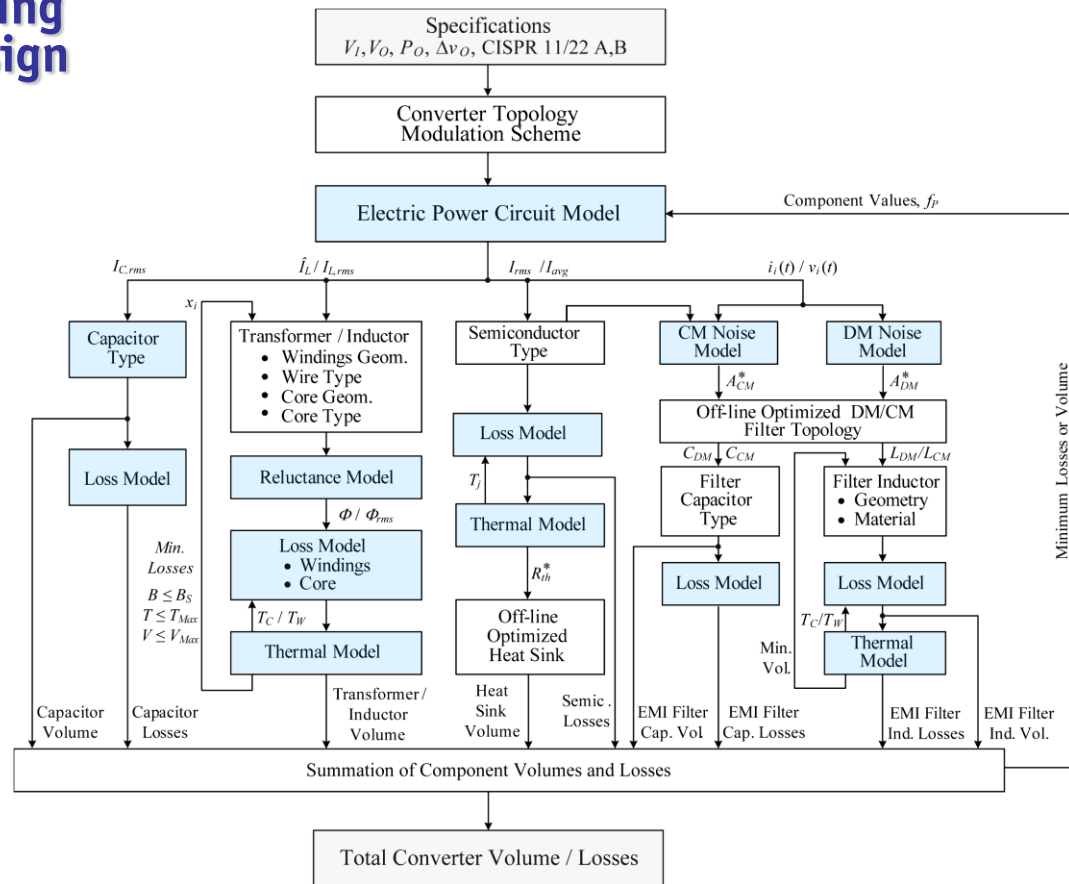 ing
ign
Specifications
V_I, V_O, P_O, Δv_O, CISPR 11/22 A,B
Converter Topology
Modulation Scheme
Electric Power Circuit Model
Component Values, f_P
I_C,rms
Î_L / I_L,rms
I_rms / I_avg
i_i(t) / v_i(t)
x_i
Capacitor
Type
Transformer / Inductor
• Windings Geom.
• Wire Type
• Core Geom.
• Core Type
Semiconductor
Type
CM Noise
Model
DM Noise
Model
A*_CM
A*_DM
Off-line Optimized DM/CM
Filter Topology
Loss Model
Loss Model
Reluctance Model
Φ / Φ_rms
Loss Model
• Windings
• Core
T_C / T_W
Thermal Model
Min.
Losses
B ≤ B_S
T ≤ T_Max
V ≤ V_Max
T_j
Thermal Model
R*_th
Off-line
Optimized
Heat Sink
C_DM C_CM
L_DM/L_CM
Filter
Capacitor
Type
Filter Inductor
• Geometry
• Material
Loss Model
Loss Model
T_C/T_W
Thermal
Model
Min.
Vol.
Minimum Losses or Volume
Capacitor
Volume
Capacitor
Losses
Transformer /
Inductor
Volume
Heat
Sink
Volume
Semic.
Losses
EMI Filter
Cap. Vol.
EMI Filter
Cap. Losses
EMI Filter
Ind. Losses
EMI Filter
Ind. Vol.
Summation of Component Volumes and Losses
Total Converter Volume / Losses